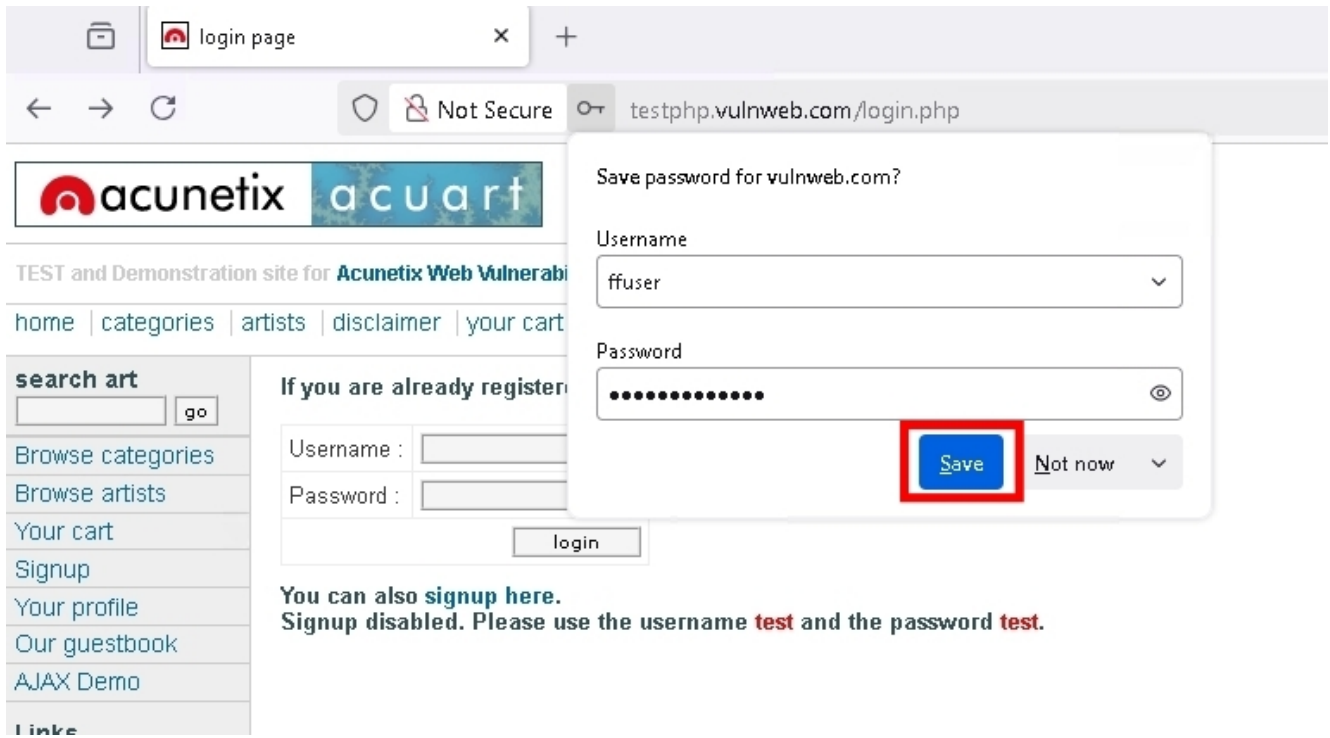 login page
Not Secure
testphp.vulnweb.com/login.php
acunetix acuart
Save password for vulnweb.com?
Username
ffuser
Password
Save
Not now
TEST and Demonstration site for Acunetix Web
home | categories | artists | disclaimer | your cart
search art
go
Browse categories
Browse artists
Your cart
Signup
Your profile
Our guestbook
AJAX Demo
Links
If you are already
Username :
Password :
login
You can also signup here.
Signup disabled. Please use the username test and the password test.